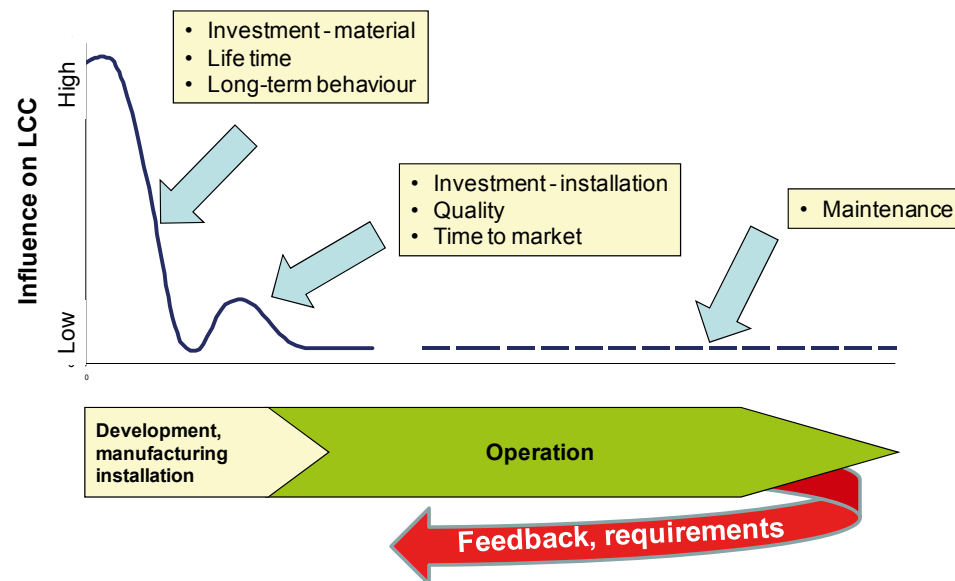 • Investment - material
• Life time
• Long-term behaviour
High
Influence on LCC
• Investment - installation
• Quality
• Time to market
• Maintenance
Low
0
Development,
manufacturing
installation
Operation
Feedback, requirements